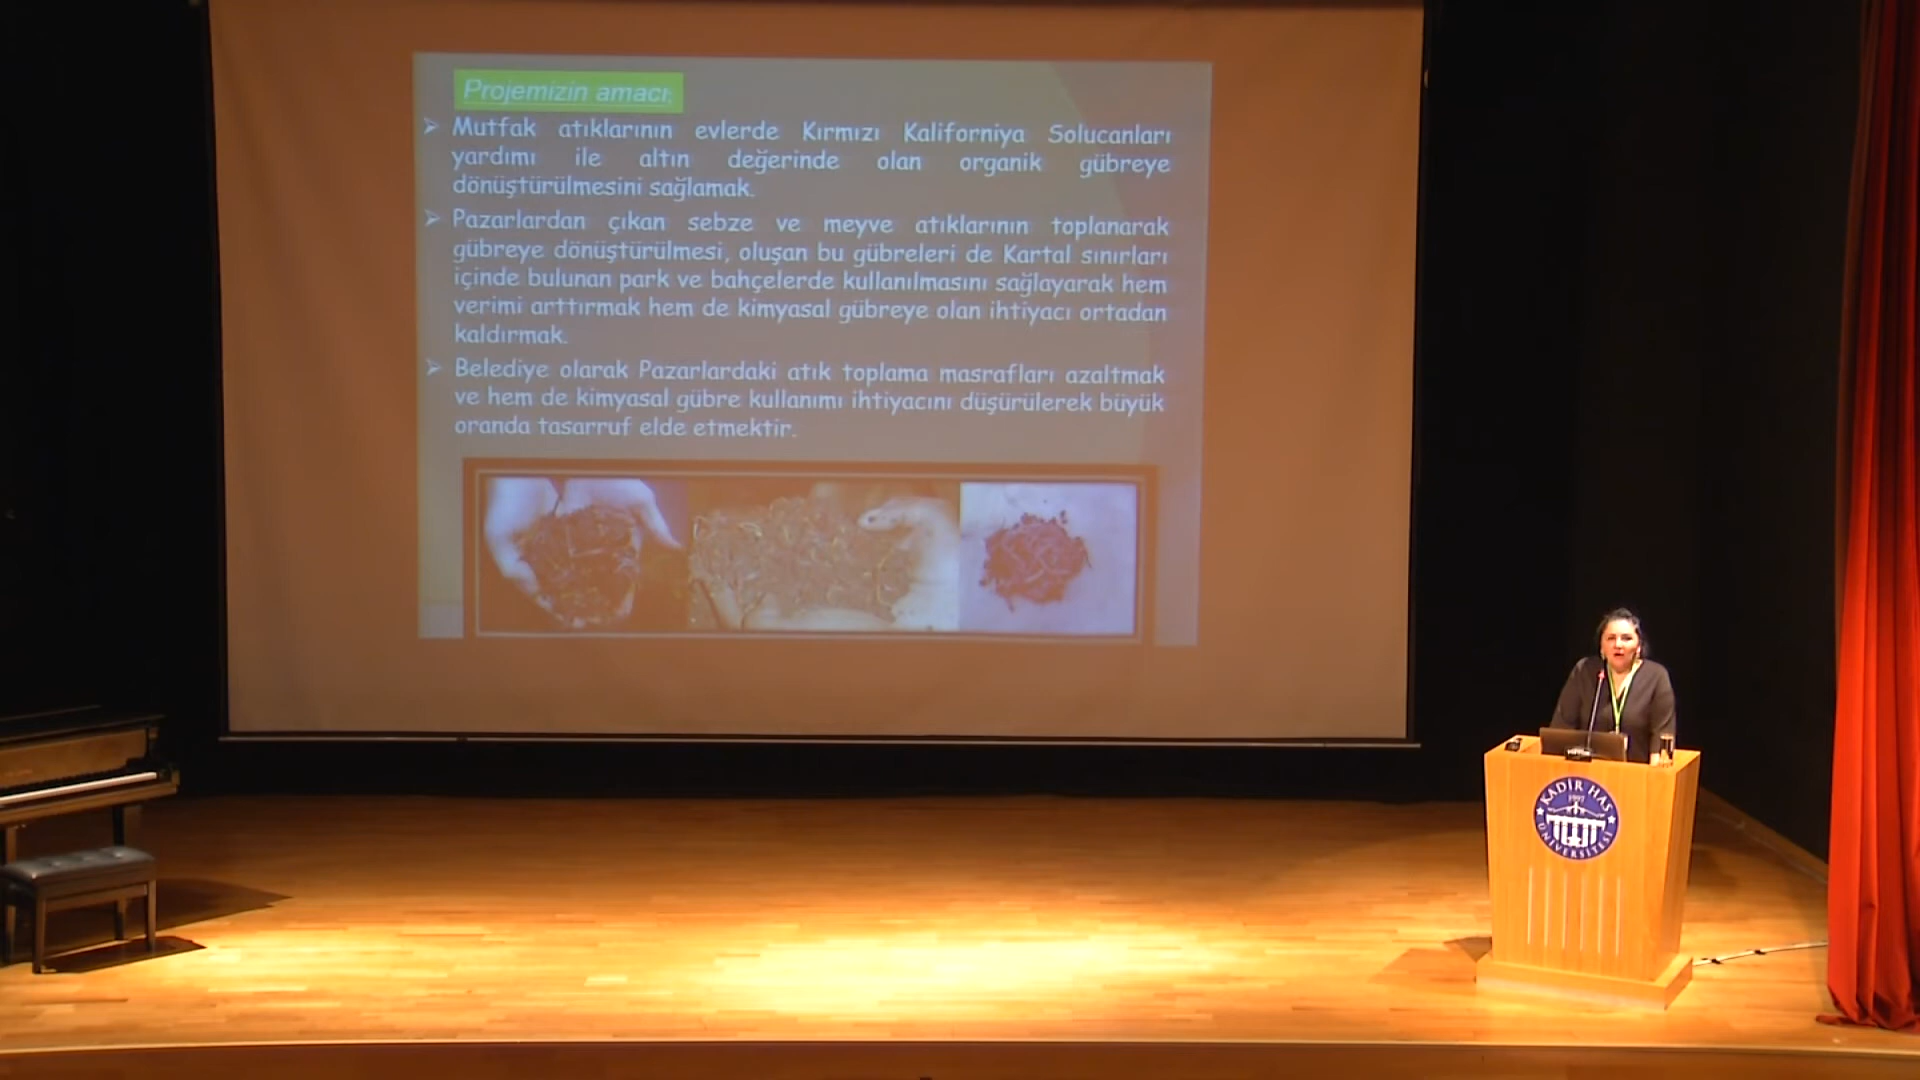 Projemizin amacı;
➢ Mutfak atıklarının evlerde Kırmızı Kaliforniya Solucanları
yardımı ile altın değerinde olan organik gübreye
dönüştürülmesini sağlamak.
➢ Pazarlardan çıkan sebze ve meyve atıklarının toplanarak
gübreye dönüştürülmesi, oluşan bu gübreleri de Kartal sınırları
içinde bulunan park ve bahçelerde kullanılmasını sağlayarak hem
verimi arttırmak hem de kimyasal gübreye olan ihtiyacı ortadan
kaldırmak.
➢ Belediye olarak Pazarlardaki atık toplama masrafları azaltmak
ve hem de kimyasal gübre kullanımı ihtiyacını düşürülerek büyük
oranda tasarruf elde etmektir.
KADİR HAS
1997
ÜNİVERSİTESİ